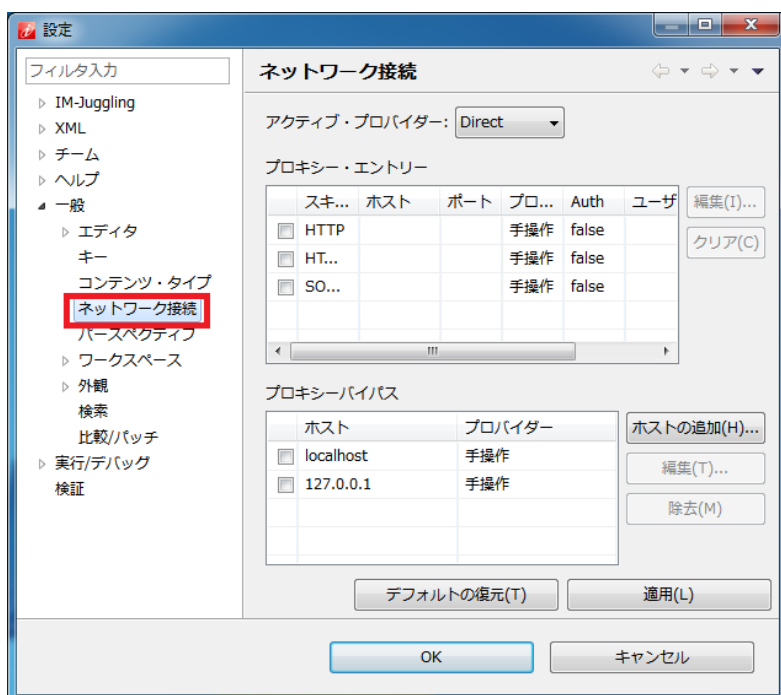 設定
フィルタ入力
IM-Juggling
XML
チーム
ヘルプ
一般
エディタ
キー
コンテンツ・タイプ
ネットワーク接続
パースペクティブ
ワークスペース
外観
検索
比較/パッチ
実行/デバッグ
検証
ネットワーク接続
アクティブ・プロバイダー: Direct
プロキシー・エントリー
スキ... ホスト ポート プロ... Auth ユーザ
HTTP 手操作 false
HT... 手操作 false
SO... 手操作 false
編集(I)...
クリア(C)
プロキシーバイパス
ホスト プロバイダー
localhost 手操作
127.0.0.1 手操作
ホストの追加(H)...
編集(T)...
除去(M)
デフォルトの復元(T) 適用(L)
OK キャンセル